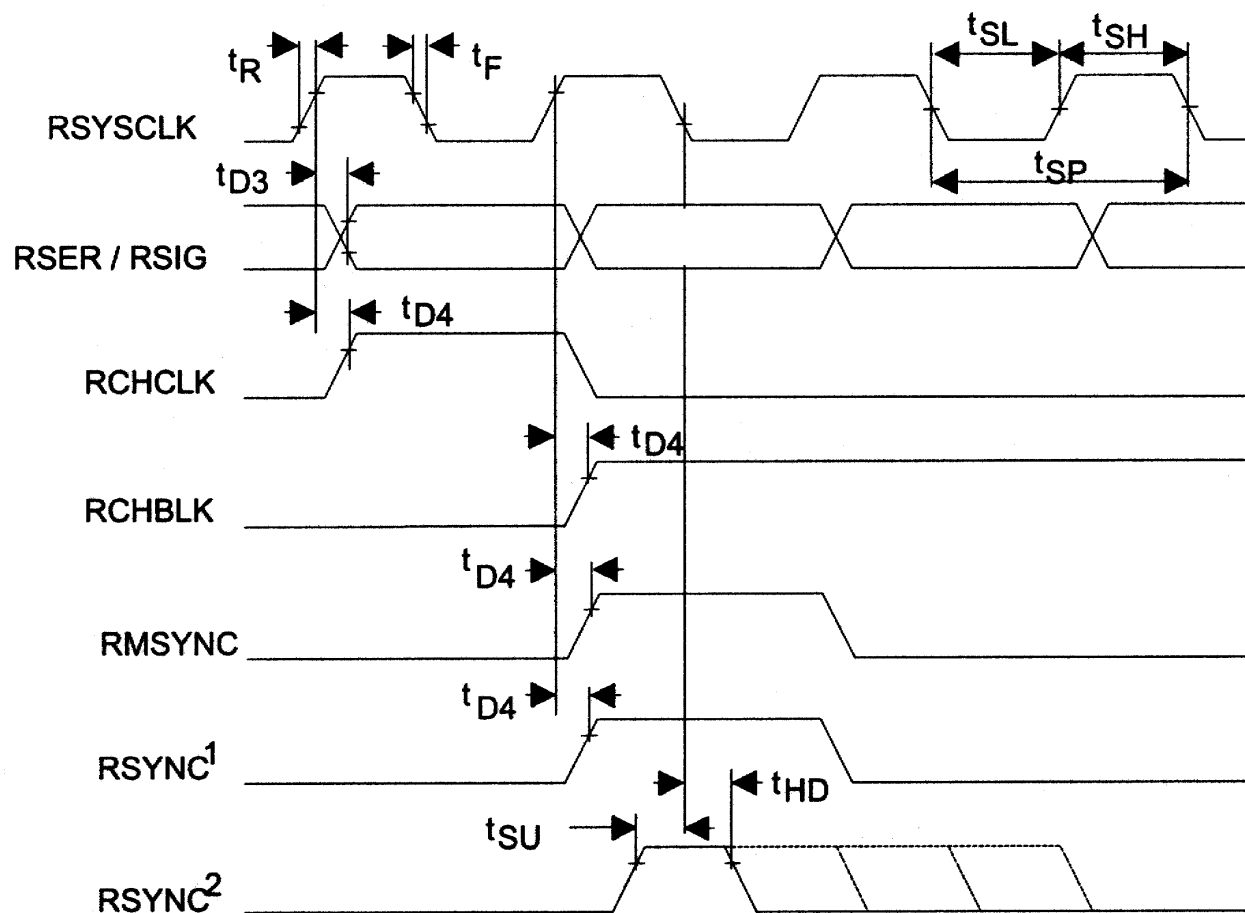 tSL tSH
tR tF
RSYSCLK
tSP
tD3
RSER / RSIG
tD4
RCHCLK
tD4
RCHBLK
tD4
RMSYNC
tD4
RSYNC1
tHD
tSU
RSYNC2